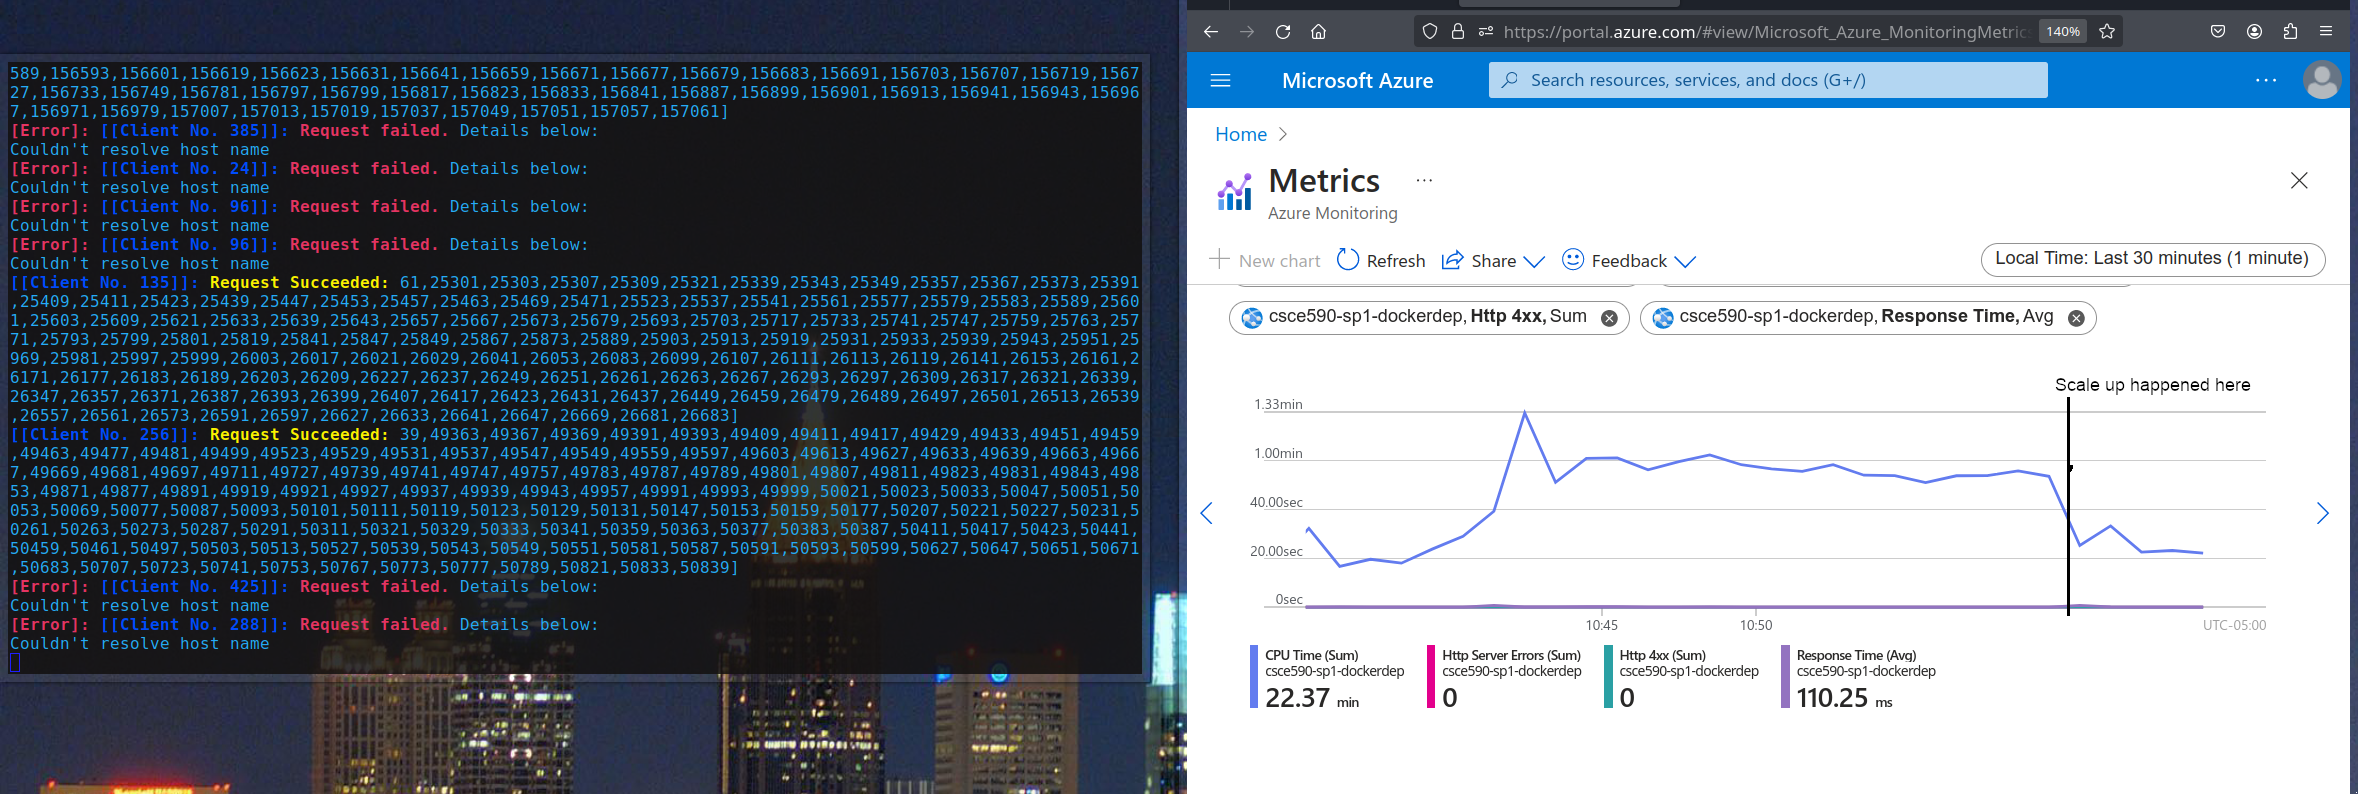 589,156593,156601,156619,156623,156631,156641,156659,156671,156677,156679,156683,156691,156703,156707,156719,1567
27,156733,156749,156781,156797,156799,156817,156823,156833,156841,156887,156899,156901,156913,156941,156943,15696
7,156971,156979,157007,157013,157019,157037,157049,157051,157057,157061]
[Error]: [[Client No. 385]]: Request failed. Details below:
Couldn't resolve host name
[Error]: [[Client No. 24]]: Request failed. Details below:
Couldn't resolve host name
[Error]: [[Client No. 96]]: Request failed. Details below:
Couldn't resolve host name
[Error]: [[Client No. 96]]: Request failed. Details below:
Couldn't resolve host name
[[Client No. 135]]: Request Succeeded: 61,25301,25303,25307,25309,25321,25339,25343,25349,25357,25367,25373,25391
,25409,25411,25423,25439,25447,25453,25457,25463,25469,25471,25523,25537,25541,25561,25577,25579,25583,25589,2560
1,25603,25609,25621,25633,25639,25643,25657,25667,25673,25679,25693,25703,25717,25733,25741,25747,25759,25763,257
71,25793,25799,25801,25819,25841,25847,25849,25867,25873,25889,25903,25913,25919,25931,25933,25939,25943,25951,25
969,25981,25997,25999,26003,26017,26021,26029,26041,26053,26083,26099,26107,26111,26113,26119,26141,26153,26161,2
6171,26177,26183,26189,26203,26209,26227,26237,26249,26251,26261,26263,26267,26293,26297,26309,26317,26321,26339,
26347,26357,26371,26387,26393,26399,26407,26417,26423,26431,26437,26449,26459,26479,26489,26497,26501,26513,26539
,26557,26561,26573,26591,26597,26627,26633,26641,26647,26669,26681,26683]
[[Client No. 256]]: Request Succeeded: 39,49363,49367,49369,49391,49393,49409,49411,49417,49429,49433,49451,49459
,49463,49477,49481,49499,49523,49529,49531,49537,49547,49549,49559,49597,49603,49613,49627,49633,49639,49663,4966
7,49669,49681,49697,49711,49727,49739,49741,49747,49757,49783,49787,49789,49801,49807,49811,49823,49831,49843,498
53,49871,49877,49891,49919,49921,49927,49937,49939,49943,49957,49991,49993,49999,50021,50023,50033,50047,50051,50
053,50069,50077,50087,50093,50101,50111,50119,50123,50129,50131,50147,50153,50159,50177,50207,50221,50227,50231,5
0261,50263,50273,50287,50291,50311,50321,50329,50333,50341,50359,50363,50377,50383,50387,50411,50417,50423,50441,
50459,50461,50497,50503,50513,50527,50539,50543,50549,50551,50581,50587,50591,50593,50599,50627,50647,50651,50671
,50683,50707,50723,50741,50753,50767,50773,50777,50789,50821,50833,50839]
[Error]: [[Client No. 425]]: Request failed. Details below:
Couldn't resolve host name
[Error]: [[Client No. 288]]: Request failed. Details below:
Couldn't resolve host name
https://portal.azure.com/#view/Microsoft_Azure_MonitoringMetric
140%
Microsoft Azure
Search resources, services, and docs (G+/)
Home
Metrics
Azure Monitoring
New chart
Refresh
Share
Feedback
Local Time: Last 30 minutes (1 minute)
csce590-sp1-dockerdep, Http 4xx, Sum
csce590-sp1-dockerdep, Response Time, Avg
Scale up happened here
1.33min
1.00min
40.00sec
20.00sec
0sec
10:45
10:50
UTC-05:00
CPU Time (Sum)
csce590-sp1-dockerdep
22.37 min
Http Server Errors (Sum)
csce590-sp1-dockerdep
0
Http 4xx (Sum)
csce590-sp1-dockerdep
0
Response Time (Avg)
csce590-sp1-dockerdep
110.25 ms